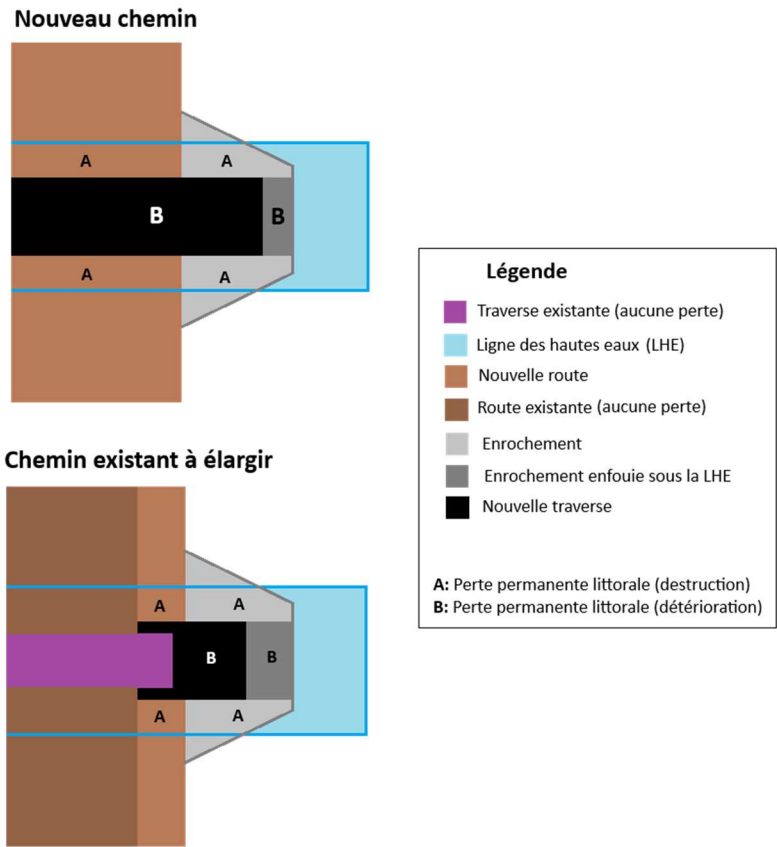 Nouveau chemin
A
A
B
B
A
A
Légende
Traverse existante (aucune perte)
Ligne des hautes eaux (LHE)
Nouvelle route
Route existante (aucune perte)
Enrochement
Enrochement enfouie sous la LHE
Nouvelle traverse
A: Perte permanente littorale (destruction)
B: Perte permanente littorale (détérioration)
Chemin existant à élargir
A
A
B
B
A
A